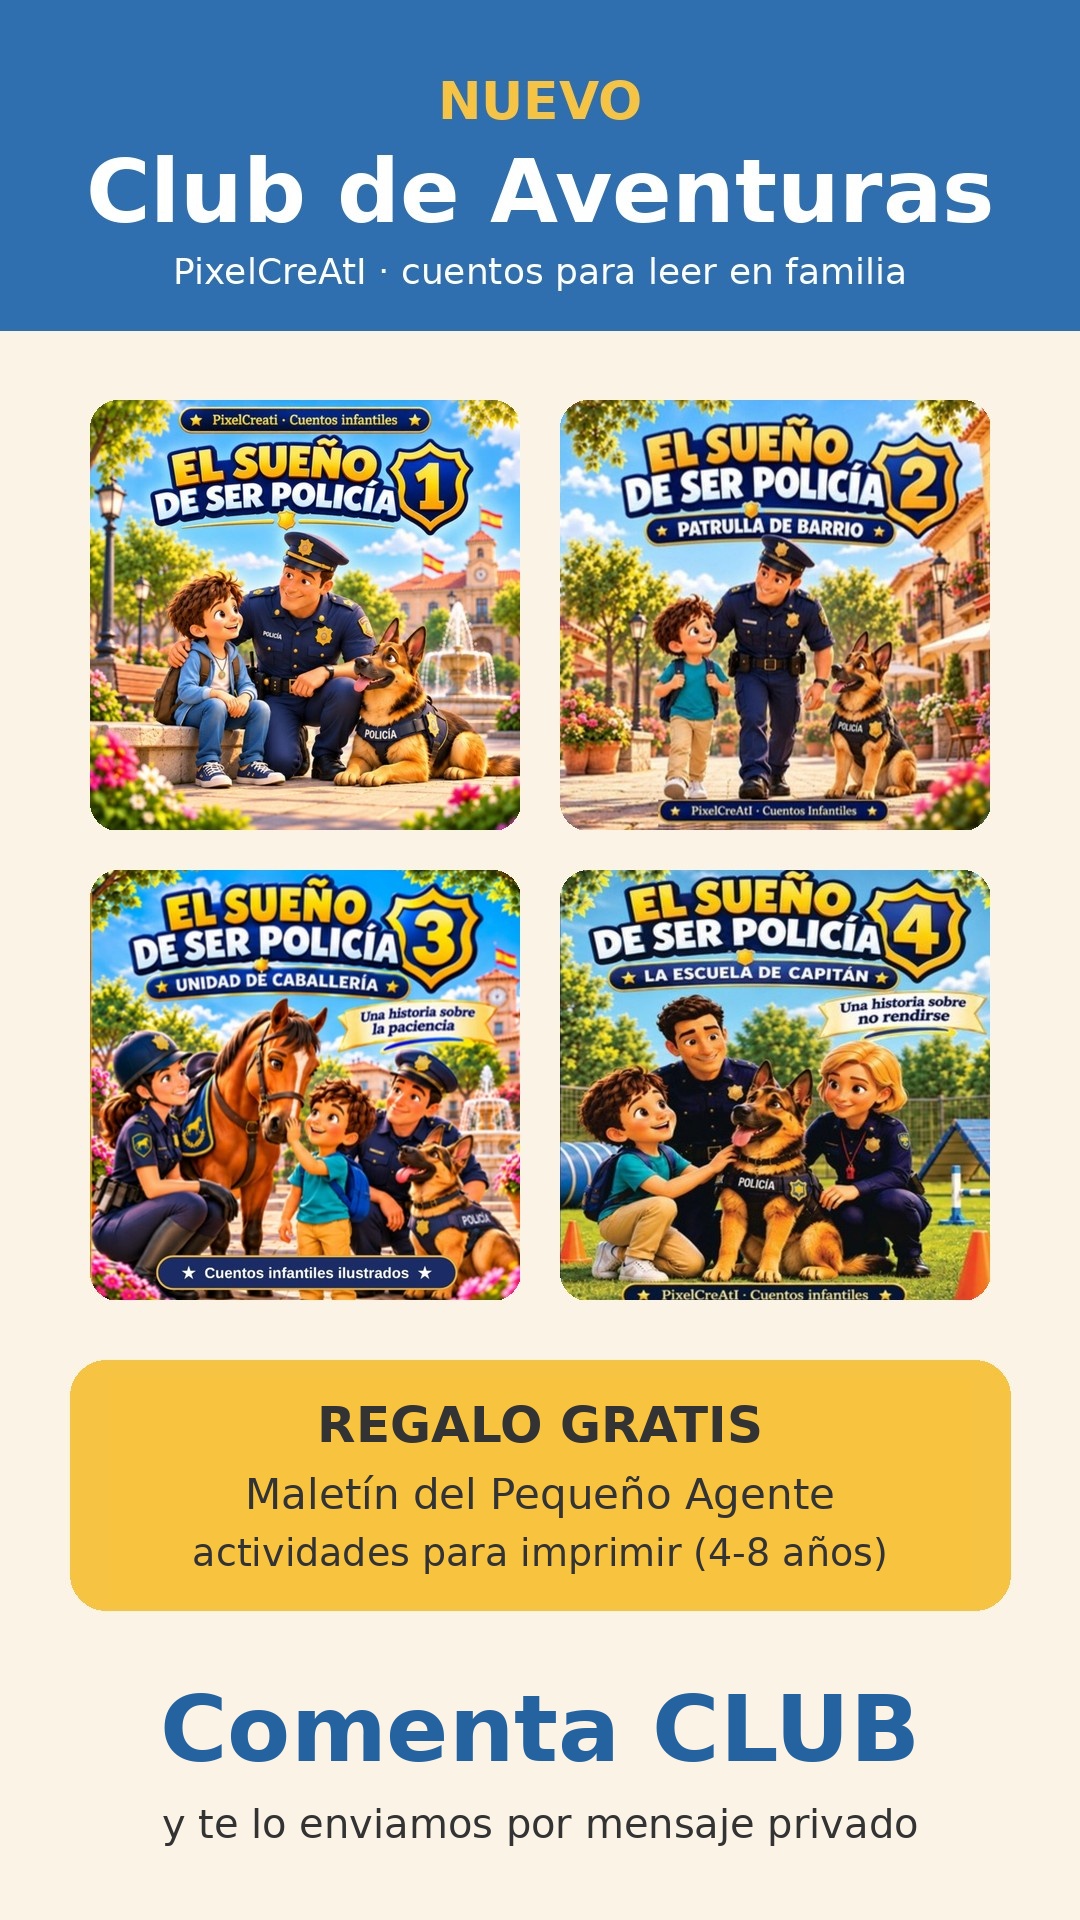 NUEVO
Club de Aventuras
PixelCreAtI · cuentos para leer en familia
★ PixelCreati · Cuentos infantiles ★
EL SUEÑO
DE SER POLICÍA
1
POLICÍA
POLICÍA
EL SUEÑO
DE SER POLICÍA
2
★ PATRULLA DE BARRIO ★
POLICÍA
★ PixelCreAtI · Cuentos Infantiles ★
EL SUEÑO
DE SER POLICÍA
3
★ UNIDAD DE CABALLERÍA ★
Una historia sobre
la paciencia
POLICÍA
★ Cuentos infantiles ilustrados ★
EL SUEÑO
DE SER POLICÍA
4
★ LA ESCUELA DE CAPITÁN ★
Una historia sobre
no rendirse
POLICÍA
★ PixelCreAtI · Cuentos infantiles ★
REGALO GRATIS
Maletín del Pequeño Agente
actividades para imprimir (4-8 años)
Comenta CLUB
y te lo enviamos por mensaje privado